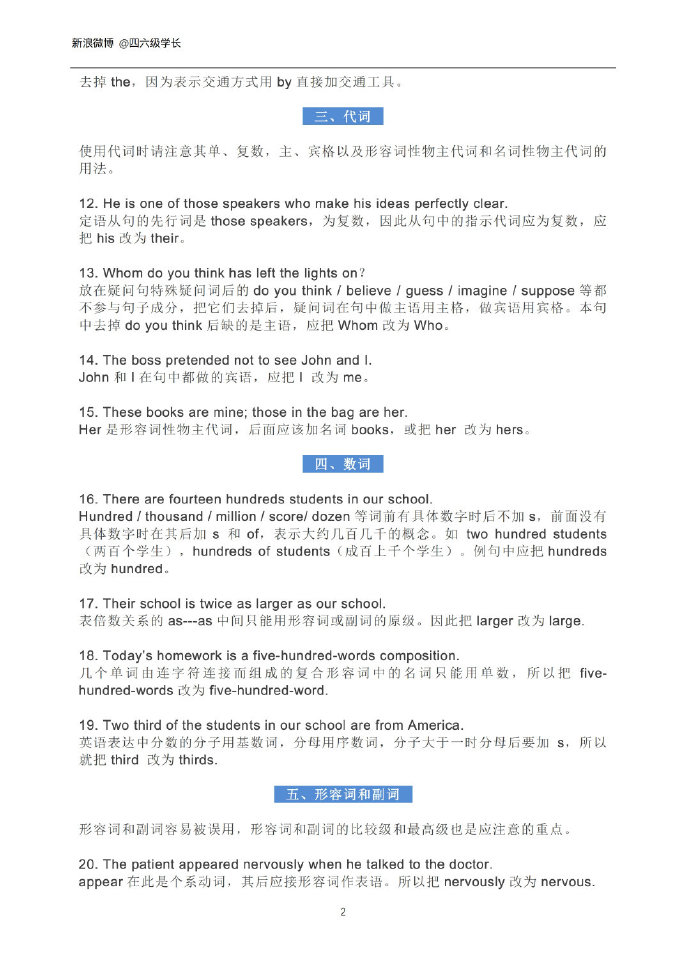 新浪微博 @四六级学长
去掉 the，因为表示交通方式用 by 直接加交通工具。
三、代词
使用代词时请注意其单、复数，主、宾格以及形容词性物主代词和名词性物主代词的
用法。
12. He is one of those speakers who make his ideas perfectly clear.
定语从句的先行词是 those speakers，为复数，因此从句中的指示代词应为复数，应
把 his 改为 their。
13. Whom do you think has left the lights on？
放在疑问句特殊疑问词后的 do you think / believe / guess / imagine / suppose 等都
不参与句子成分，把它们去掉后，疑问词在句中做主语用主格，做宾语用宾格。本句
中去掉 do you think 后缺的是主语，应把 Whom 改为 Who。
14. The boss pretended not to see John and I.
John 和 I 在句中都做的宾语，应把 I 改为 me。
15. These books are mine; those in the bag are her.
Her 是形容词性物主代词，后面应该加名词 books，或把 her 改为 hers。
四、数词
16. There are fourteen hundreds students in our school.
Hundred / thousand / million / score/ dozen 等词前有具体数字时后不加 s，前面没有
具体数字时在其后加 s 和 of，表示大约几百几千的概念。如 two hundred students
（两百个学生），hundreds of students（成百上千个学生）。例句中应把 hundreds
改为 hundred。
17. Their school is twice as larger as our school.
表倍数关系的 as---as 中间只能用形容词或副词的原级。因此把 larger 改为 large.
18. Today's homework is a five-hundred-words composition.
几个单词由连字符连接而组成的复合形容词中的名词只能用单数，所以把 five-
hundred-words 改为 five-hundred-word.
19. Two third of the students in our school are from America.
英语表达中分数的分子用基数词，分母用序数词，分子大于一时分母后要加 s，所以
就把 third 改为 thirds.
五、形容词和副词
形容词和副词容易被误用，形容词和副词的比较级和最高级也是应注意的重点。
20. The patient appeared nervously when he talked to the doctor.
appear 在此是个系动词，其后应接形容词作表语。所以把 nervously 改为 nervous.
2